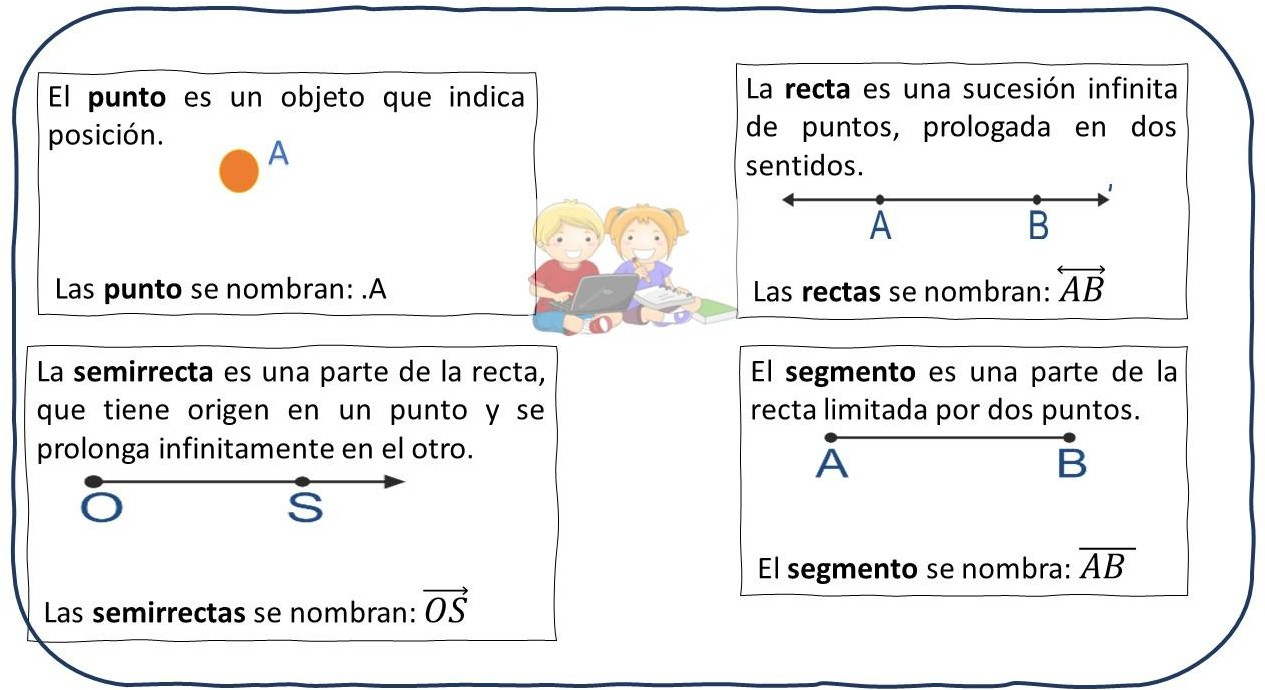 El punto es un objeto que indica
posición.
A
Las punto se nombran: .A
La recta es una sucesión infinita
de puntos, prologada en dos
sentidos.
A B
Las rectas se nombran: AB
La semirrecta es una parte de la recta,
que tiene origen en un punto y se
prolonga infinitamente en el otro.
O S
Las semirrectas se nombran: OS
El segmento es una parte de la
recta limitada por dos puntos.
A B
El segmento se nombra: AB